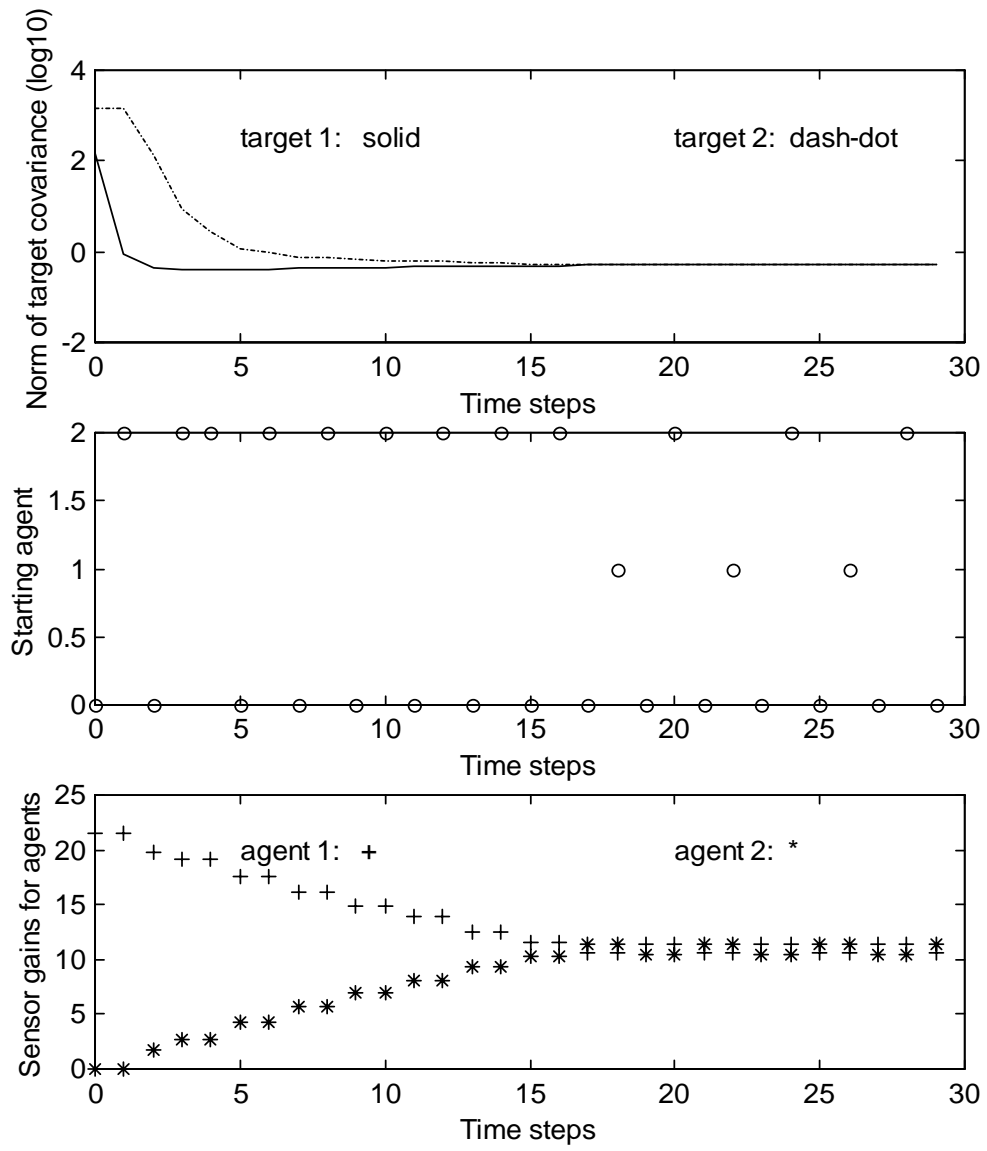 Norm of target covariance (log10)
4
2
0
-2
target 1: solid
target 2: dash-dot
0 5 10 15 20 25 30
Time steps
Starting agent
2
1.5
1
0.5
0
0 5 10 15 20 25 30
Time steps
Sensor gains for agents
25
20
15
10
5
0
agent 1: +
agent 2: *
0 5 10 15 20 25 30
Time steps